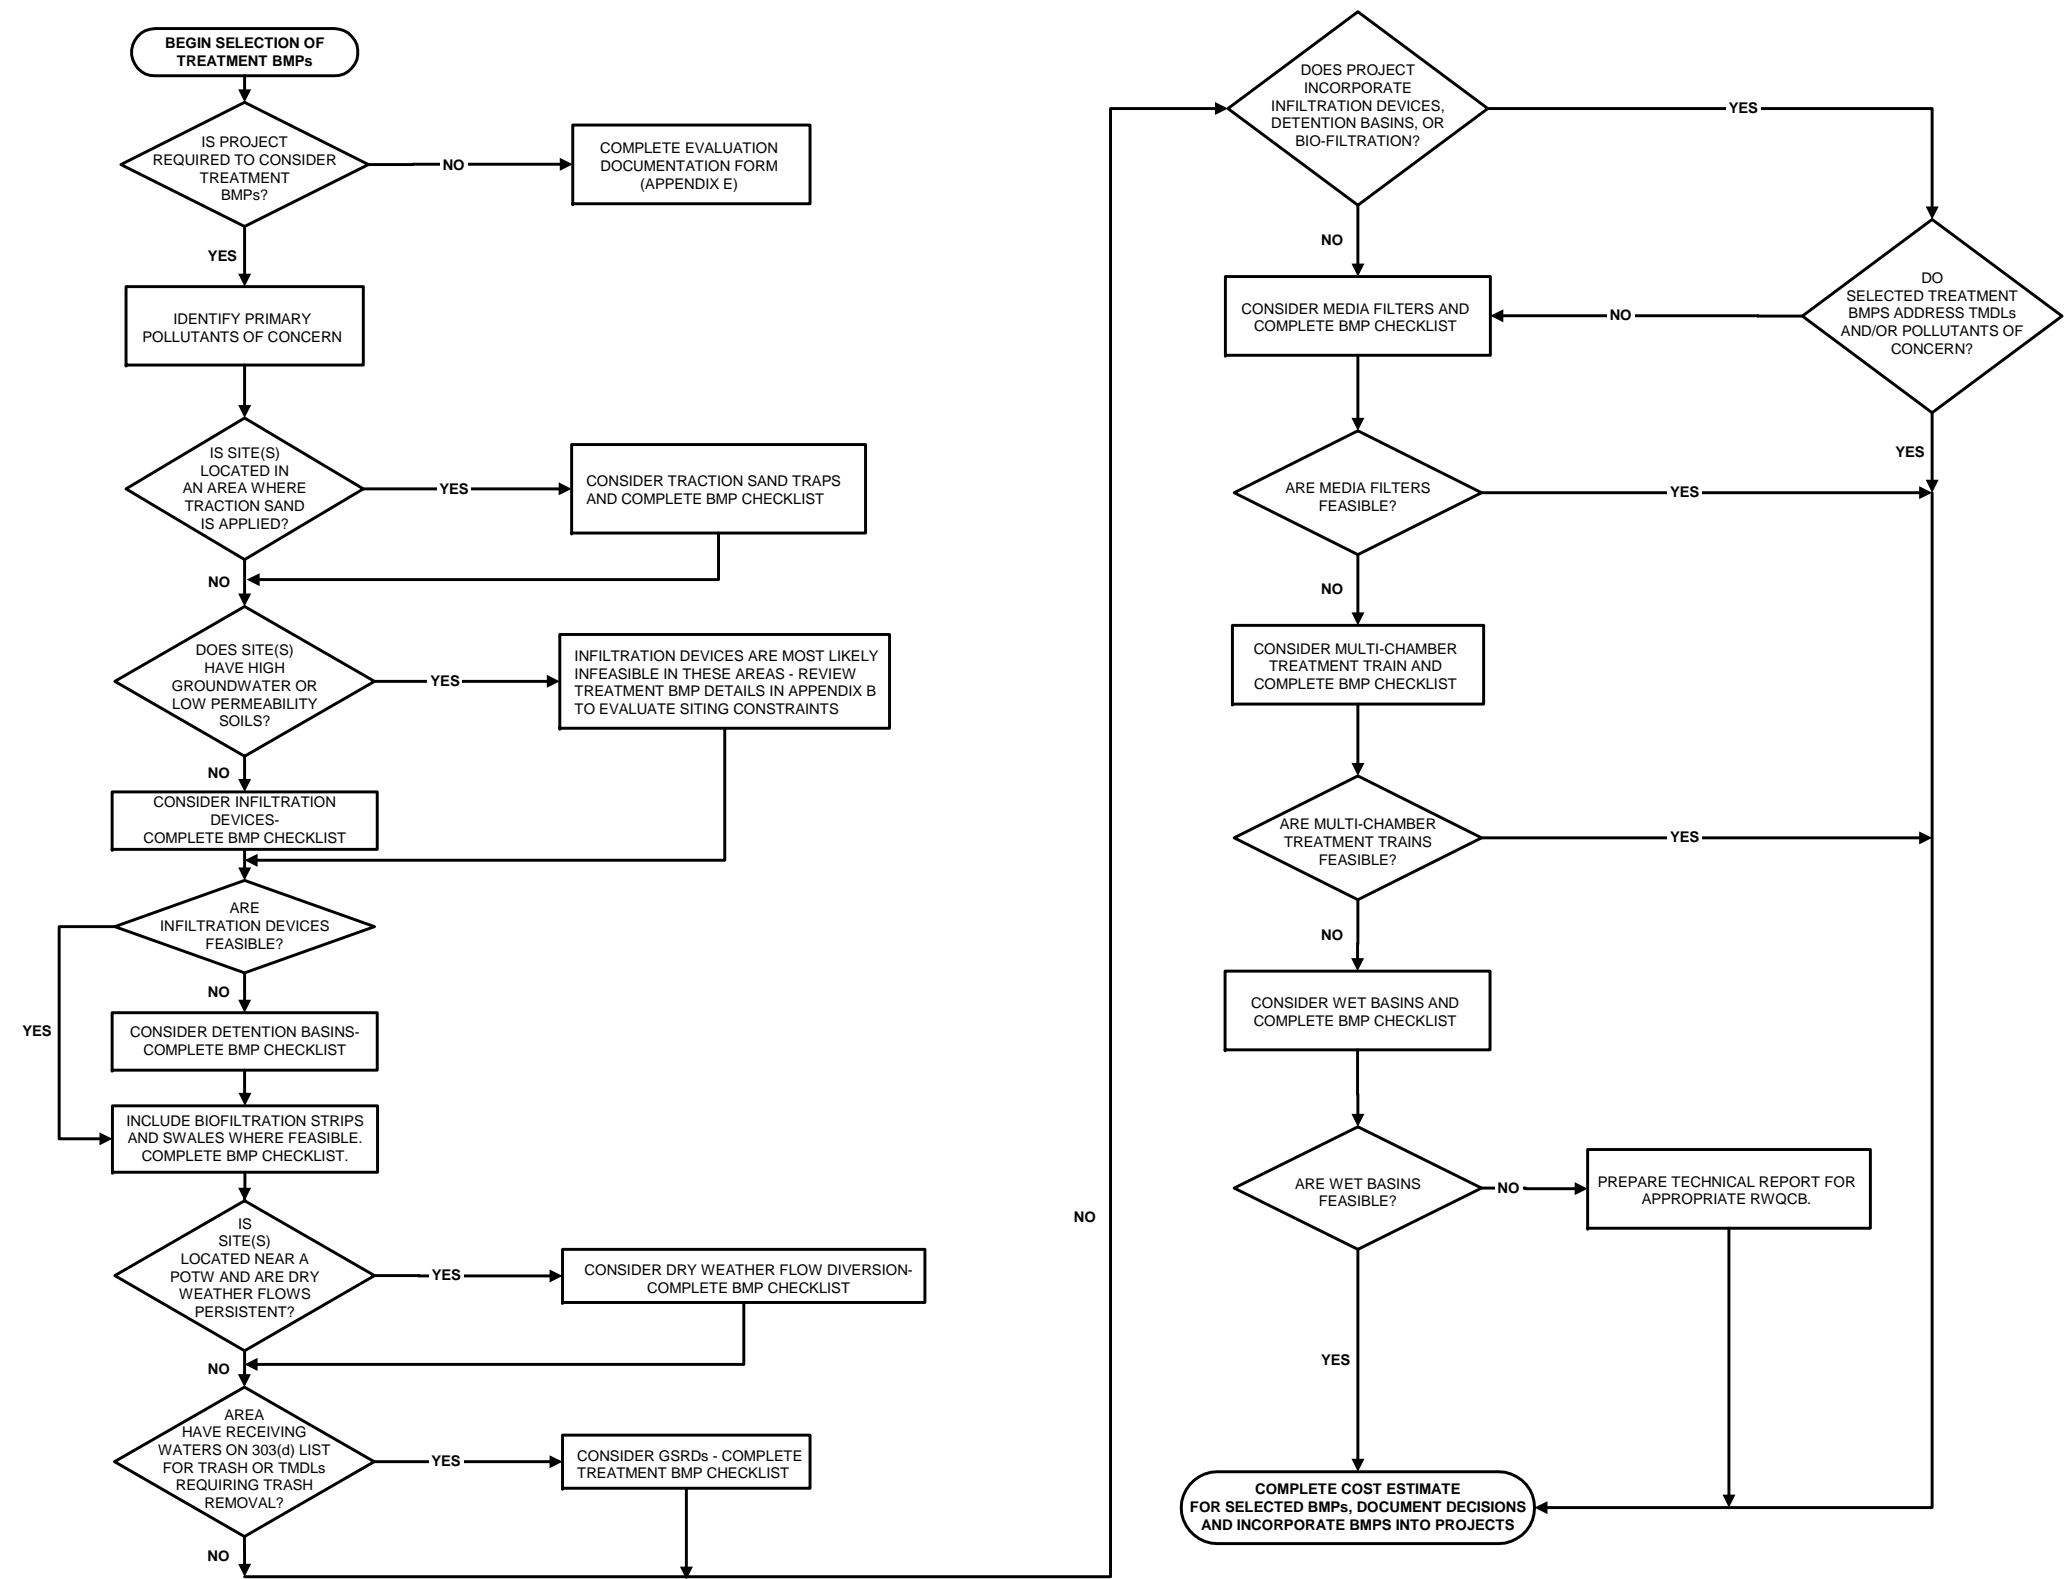 BEGIN SELECTION OF
TREATMENT BMPs
IS PROJECT
REQUIRED TO CONSIDER
TREATMENT
BMPs?
NO
COMPLETE EVALUATION
DOCUMENTATION FORM
(APPENDIX E)
YES
IDENTIFY PRIMARY
POLLUTANTS OF CONCERN
IS SITE(S)
LOCATED IN
AN AREA WHERE
TRACTION SAND
IS APPLIED?
YES
CONSIDER TRACTION SAND TRAPS
AND COMPLETE BMP CHECKLIST
NO
DOES SITE(S)
HAVE HIGH
GROUNDWATER OR
LOW PERMEABILITY
SOILS?
YES
INFILTRATION DEVICES ARE MOST LIKELY
INFEASIBLE IN THESE AREAS - REVIEW
TREATMENT BMP DETAILS IN APPENDIX B
TO EVALUATE SITING CONSTRAINTS
NO
CONSIDER INFILTRATION
DEVICES-
COMPLETE BMP CHECKLIST
ARE
INFILTRATION DEVICES
FEASIBLE?
NO
YES
CONSIDER DETENTION BASINS-
COMPLETE BMP CHECKLIST
INCLUDE BIOFILTRATION STRIPS
AND SWALES WHERE FEASIBLE.
COMPLETE BMP CHECKLIST.
IS
SITE(S)
LOCATED NEAR A
POTW AND ARE DRY
WEATHER FLOWS
PERSISTENT?
YES
CONSIDER DRY WEATHER FLOW DIVERSION-
COMPLETE BMP CHECKLIST
NO
AREA
HAVE RECEIVING
WATERS ON 303(d) LIST
FOR TRASH OR TMDLs
REQUIRING TRASH
REMOVAL?
YES
CONSIDER GSRDs - COMPLETE
TREATMENT BMP CHECKLIST
NO
NO
DOES PROJECT
INCORPORATE
INFILTRATION DEVICES,
DETENTION BASINS, OR
BIO-FILTRATION?
YES
NO
DO
SELECTED TREATMENT
BMPS ADDRESS TMDLs
AND/OR POLLUTANTS OF
CONCERN?
NO
YES
CONSIDER MEDIA FILTERS AND
COMPLETE BMP CHECKLIST
ARE MEDIA FILTERS
FEASIBLE?
YES
NO
CONSIDER MULTI-CHAMBER
TREATMENT TRAIN AND
COMPLETE BMP CHECKLIST
ARE MULTI-CHAMBER
TREATMENT TRAINS
FEASIBLE?
YES
NO
CONSIDER WET BASINS AND
COMPLETE BMP CHECKLIST
ARE WET BASINS
FEASIBLE?
NO
PREPARE TECHNICAL REPORT FOR
APPROPRIATE RWQCB.
YES
COMPLETE COST ESTIMATE
FOR SELECTED BMPs, DOCUMENT DECISIONS
AND INCORPORATE BMPS INTO PROJECTS